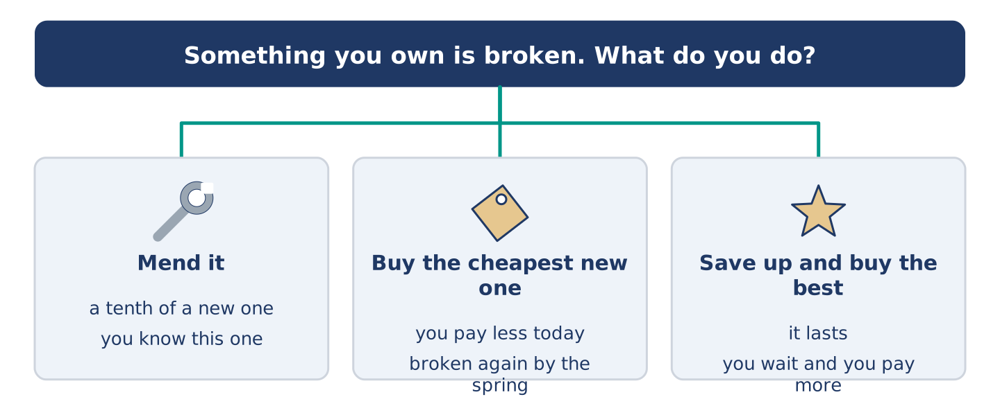 Something you own is broken. What do you do?
Mend it
a tenth of a new one
you know this one
Buy the cheapest new
one
you pay less today
broken again by the
spring
Save up and buy the
best
it lasts
you wait and you pay
more